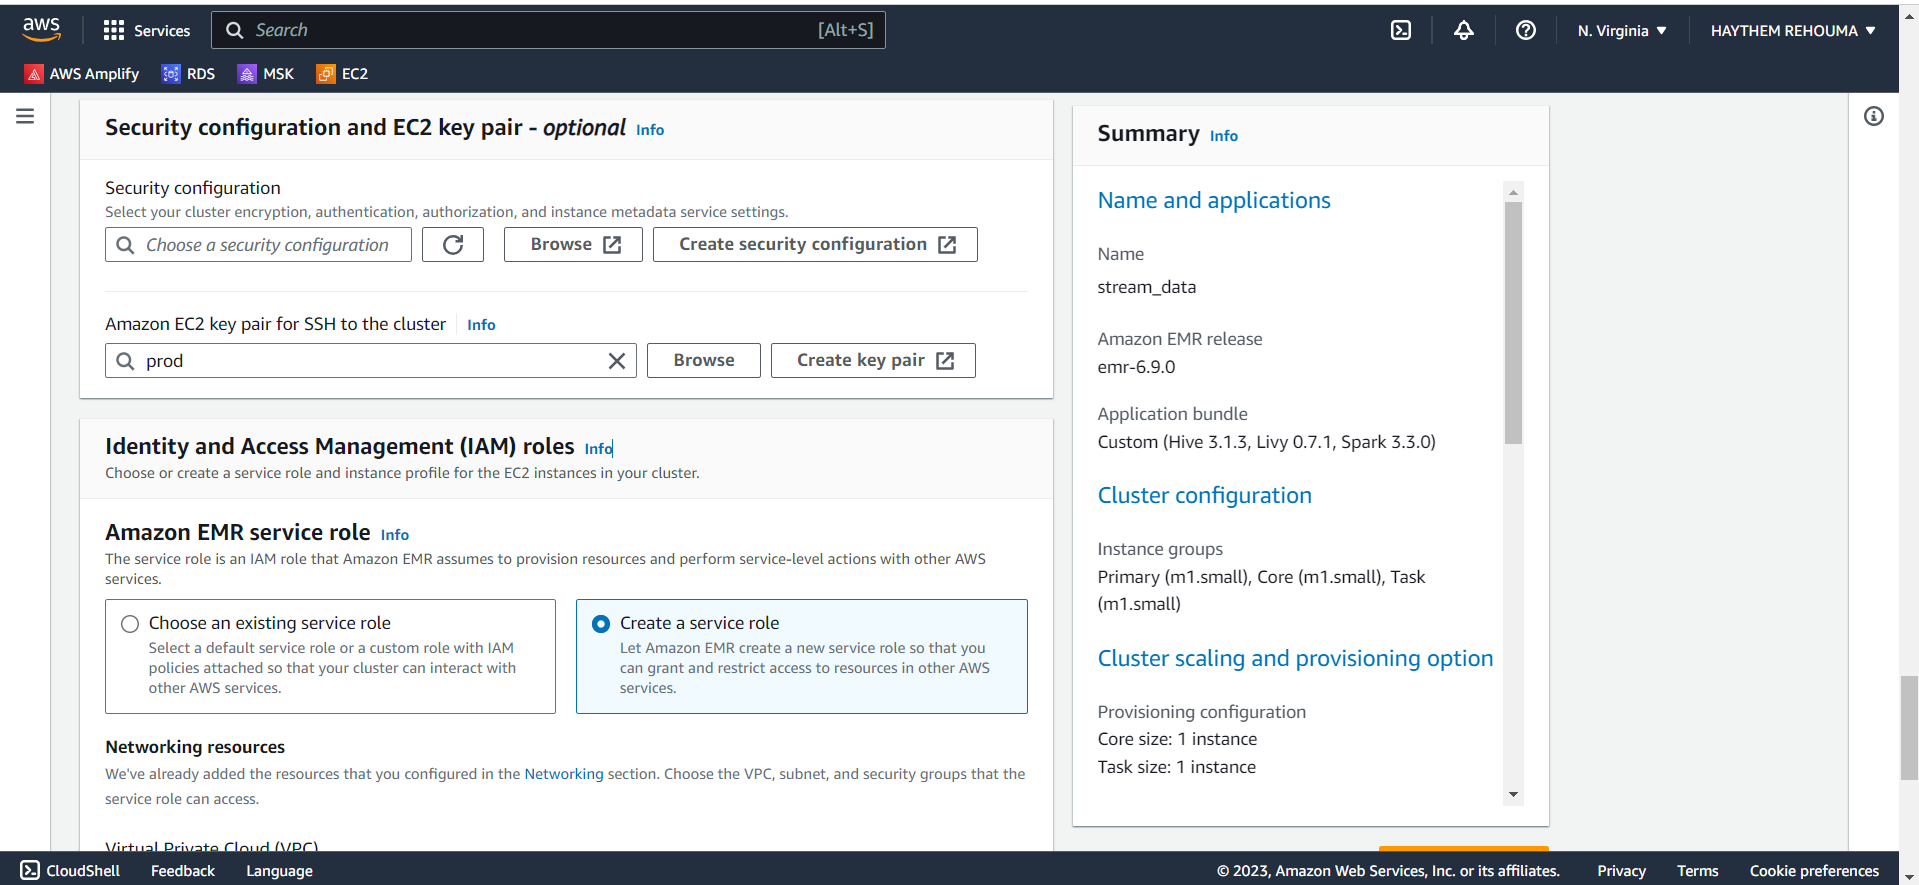 aws
Services
Search
[Alt+S]
N. Virginia
HAYTHEM REHOUMA
AWS Amplify
RDS
MSK
EC2
Security configuration and EC2 key pair - optional Info
Security configuration
Select your cluster encryption, authentication, authorization, and instance metadata service settings.
Choose a security configuration
Browse
Create security configuration
Amazon EC2 key pair for SSH to the cluster
Info
prod
Browse
Create key pair
Identity and Access Management (IAM) roles Info
Choose or create a service role and instance profile for the EC2 instances in your cluster.
Amazon EMR service role Info
The service role is an IAM role that Amazon EMR assumes to provision resources and perform service-level actions with other AWS
services.
Choose an existing service role
Select a default service role or a custom role with IAM
policies attached so that your cluster can interact with
other AWS services.
Create a service role
Let Amazon EMR create a new service role so that you
can grant and restrict access to resources in other AWS
services.
Networking resources
We've already added the resources that you configured in the Networking section. Choose the VPC, subnet, and security groups that the
service role can access.
Virtual Private Cloud (VPC)
Summary Info
Name and applications
Name
stream_data
Amazon EMR release
emr-6.9.0
Application bundle
Custom (Hive 3.1.3, Livy 0.7.1, Spark 3.3.0)
Cluster configuration
Instance groups
Primary (m1.small), Core (m1.small), Task
(m1.small)
Cluster scaling and provisioning option
Provisioning configuration
Core size: 1 instance
Task size: 1 instance
CloudShell
Feedback
Language
© 2023, Amazon Web Services, Inc. or its affiliates.
Privacy
Terms
Cookie preferences